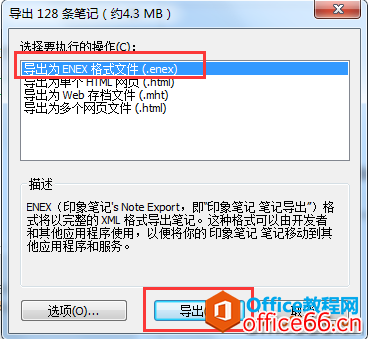 导出 128 条笔记（约4.3 MB）
选择要执行的操作(C):
导出为 ENEX 格式文件 (.enex)
导出为单个 HTML 网页 (.html)
导出为 Web 存档文件 (.mht)
导出为多个网页文件 (.html)
描述
ENEX（印象笔记's Note Export，即“印象笔记 笔记导出”）格
式将以完整的 XML 格式导出笔记。这种格式可以由开发者
和其他应用程序使用，以便将你的 印象笔记 笔记移动到其
他应用程序和服务。
选项(O)...
导出
取
Office教程网
office66.cn